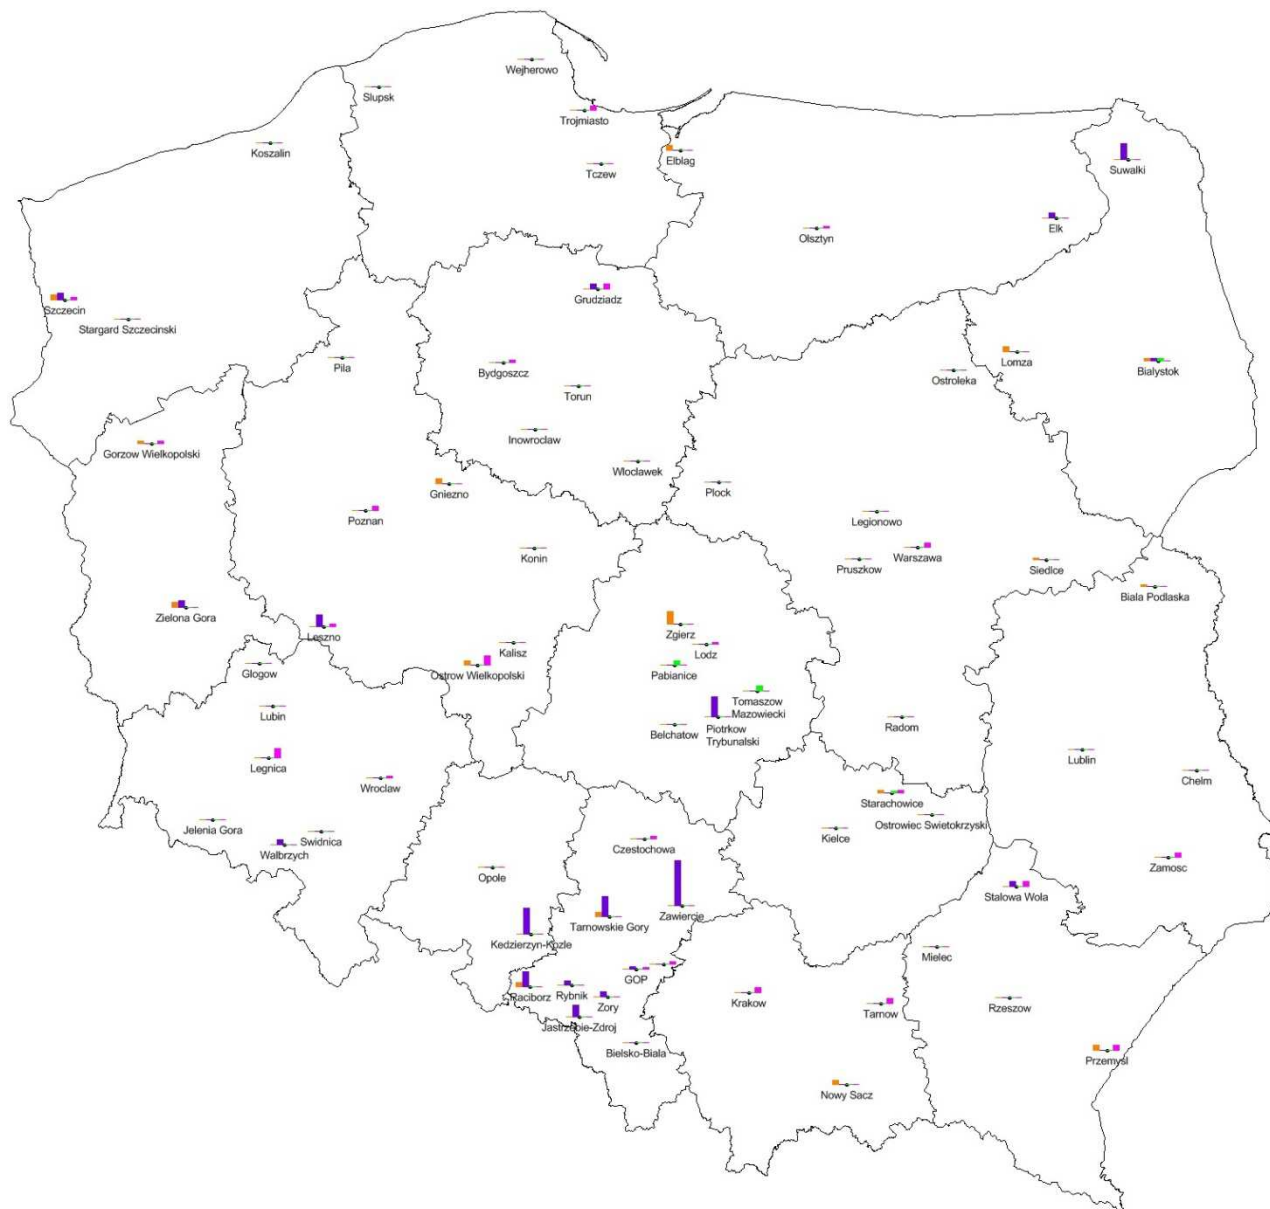 Wejherowo
Slupsk
Trojmiasto
Koszalin
Elblag
Tczew
Suwalki
Elk
Olsztyn
Grudziadz
Szczecin
Stargard Szczecinski
Pila
Bydgoszcz
Lomza
Bialystok
Ostroleka
Torun
Inowroclaw
Gorzow Wielkopolski
Wloclawek
Gniezno
Plock
Poznan
Legionowo
Konin
Warszawa
Pruszkow
Siedlce
Biala Podlaska
Zielona Gora
Leszno
Zgierz
Kalisz
Lodz
Glogow
Ostrow Wielkopolski
Pabianice
Tomaszow
Mazowiecki
Lubin
Piotrkow
Trybunalski
Belchatow
Radom
Lublin
Legnica
Chelm
Wroclaw
Starachowice
Jelenia Gora
Swidnica
Ostrowiec Swietokrzyski
Kielce
Walbrzych
Czestochowa
Zamosc
Opole
Stalowa Wola
Zawiercie
Tarnowskie Gory
Kedzierzyn-Kozle
Mielec
GOP
Raciborz
Rybnik
Zory
Krakow
Tarnow
Rzeszow
Jastrzebie-Zdroj
Bielsko-Biala
Przemysl
Nowy Sacz